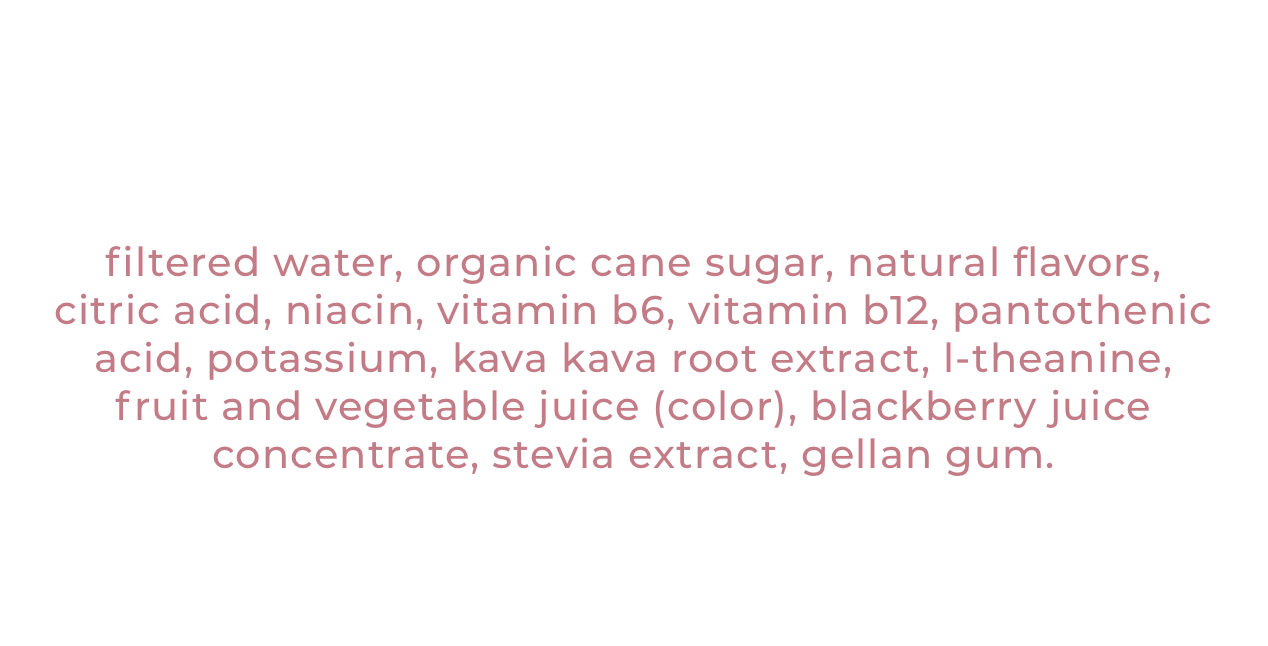 filtered water, organic cane sugar, natural flavors,
citric acid, niacin, vitamin b6, vitamin b12, pantothenic
acid, potassium, kava kava root extract, l-theanine,
fruit and vegetable juice (color), blackberry juice
concentrate, stevia extract, gellan gum.